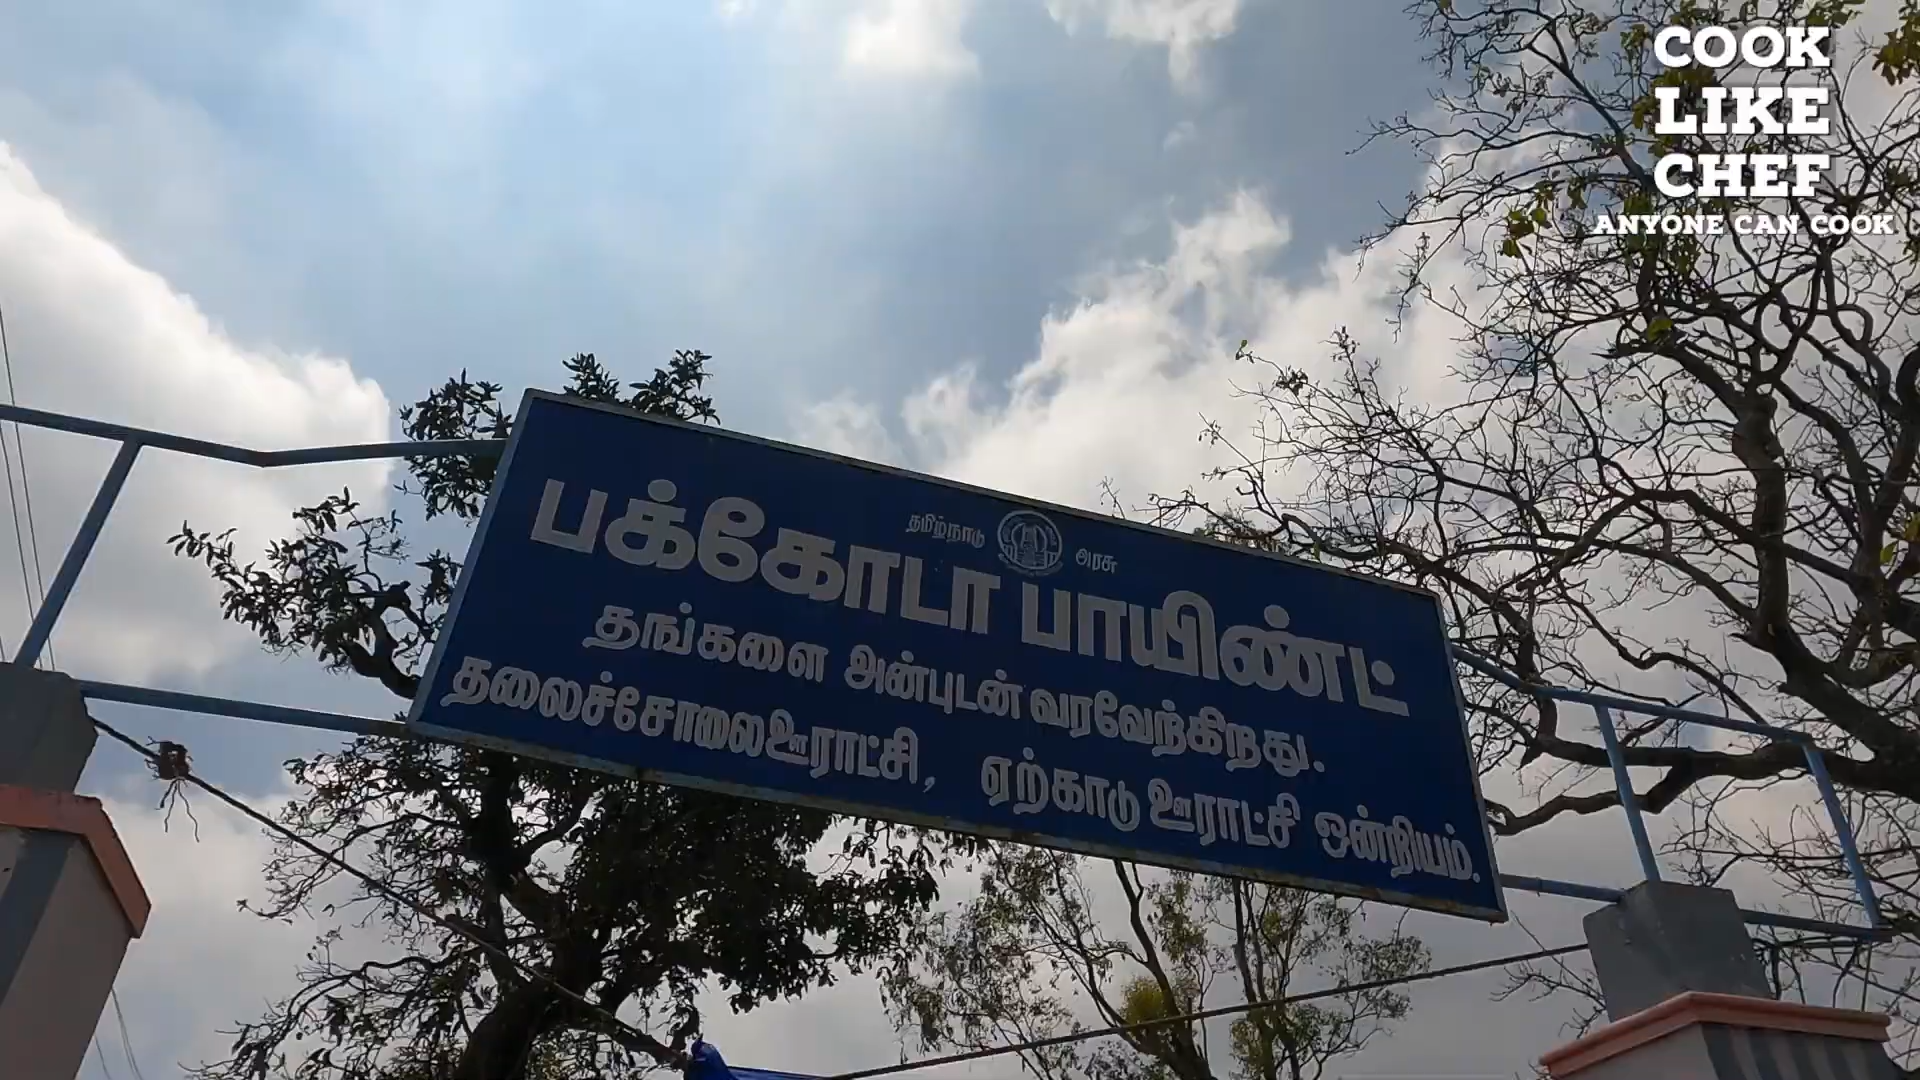 COOK
LIKE
CHEF
ANYONE CAN COOK
தமிழ்நாடு அரசு
பக்கோடா பாயிண்ட்
தங்களை அன்புடன் வரவேற்கிறது.
தலைச்சோலைஊராட்சி, ஏற்காடு ஊராட்சி ஒன்றியம்.